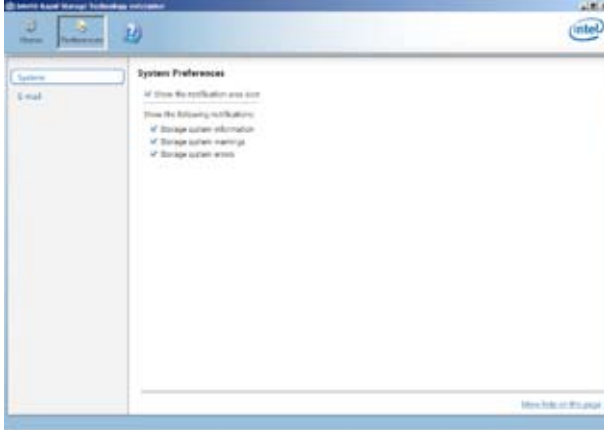 Intel® Rapid Storage Technology enterprise
Home
Preferences
intel
System
E-mail
System Preferences
Show the notification area icon
Show the following notifications:
Storage system information
Storage system warnings
Storage system errors
More help on this page